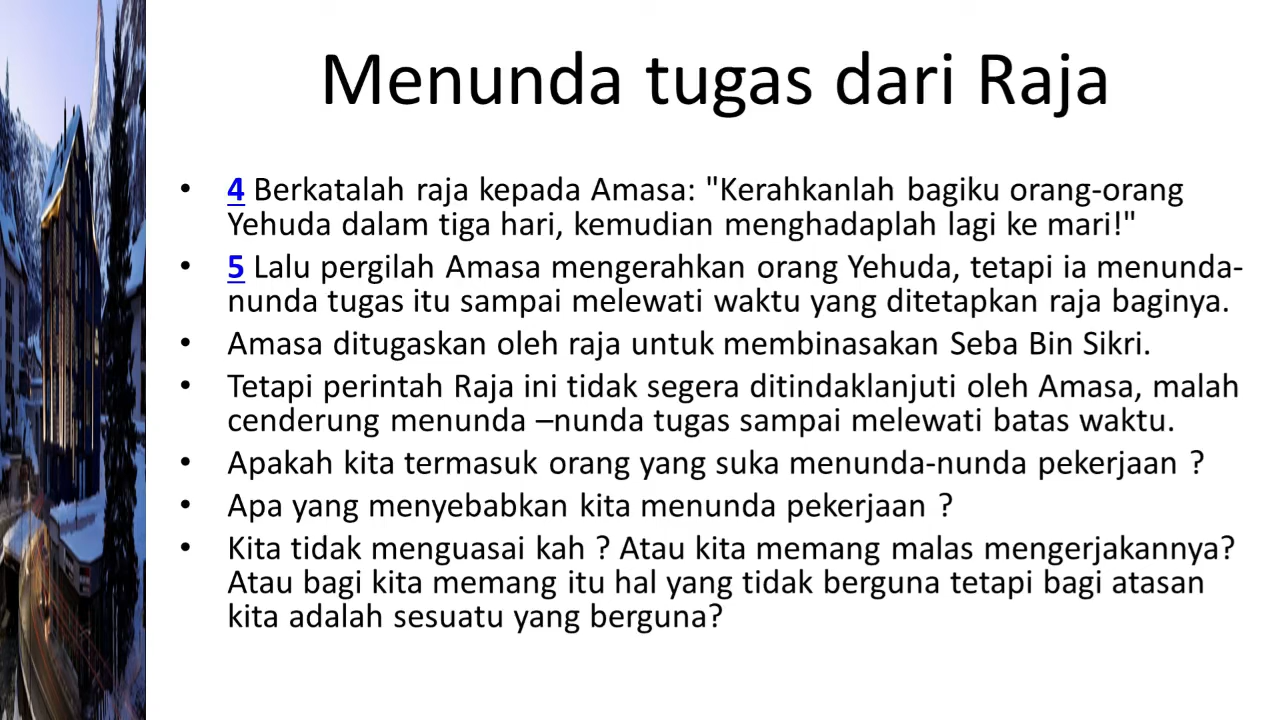 Menunda tugas dari Raja
• 4 Berkatalah raja kepada Amasa: "Kerahkanlah bagiku orang-orang
Yehuda dalam tiga hari, kemudian menghadaplah lagi ke mari!"
• 5 Lalu pergilah Amasa mengerahkan orang Yehuda, tetapi ia menunda-
nunda tugas itu sampai melewati waktu yang ditetapkan raja baginya.
• Amasa ditugaskan oleh raja untuk membinasakan Seba Bin Sikri.
• Tetapi perintah Raja ini tidak segera ditindaklanjuti oleh Amasa, malah
cenderung menunda –nunda tugas sampai melewati batas waktu.
• Apakah kita termasuk orang yang suka menunda-nunda pekerjaan ?
• Apa yang menyebabkan kita menunda pekerjaan ?
• Kita tidak menguasai kah ? Atau kita memang malas mengerjakannya?
Atau bagi kita memang itu hal yang tidak berguna tetapi bagi atasan
kita adalah sesuatu yang berguna?